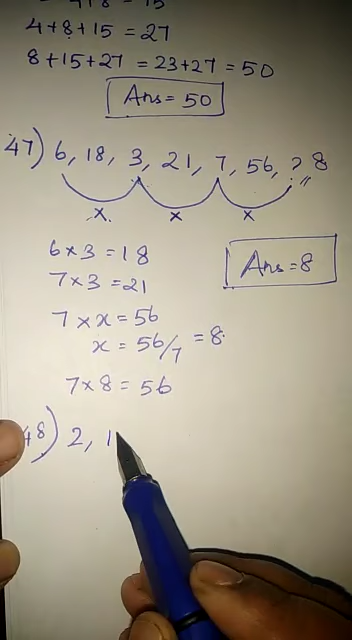 4+8+15 = 27
8+15+27 = 23+27 = 50
Ans = 50
47) 6, 18, 3, 21, 7, 56, ? 8
x x x
6×3 = 18
7×3 = 21
Ans = 8
7 × x = 56
x = 56/7 = 8.
7×8 = 56
48) 2, 1